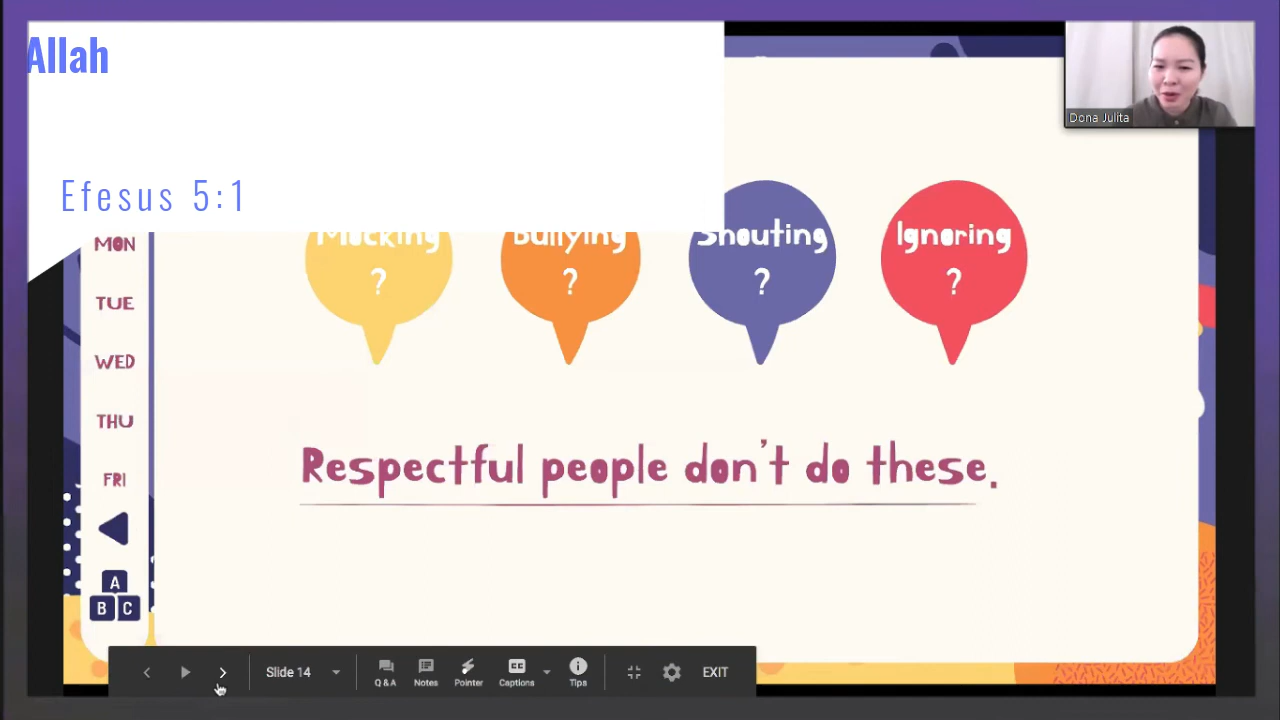 Allah
Efesus 5:1
Dona Julita
Mocking
?
Bullying
?
Shouting
?
Ignoring
?
MON
TUE
WED
THU
FRI
A
B C
Respectful people don't do these.
Slide 14
Q & A
Notes
Pointer
Captions
Tips
EXIT